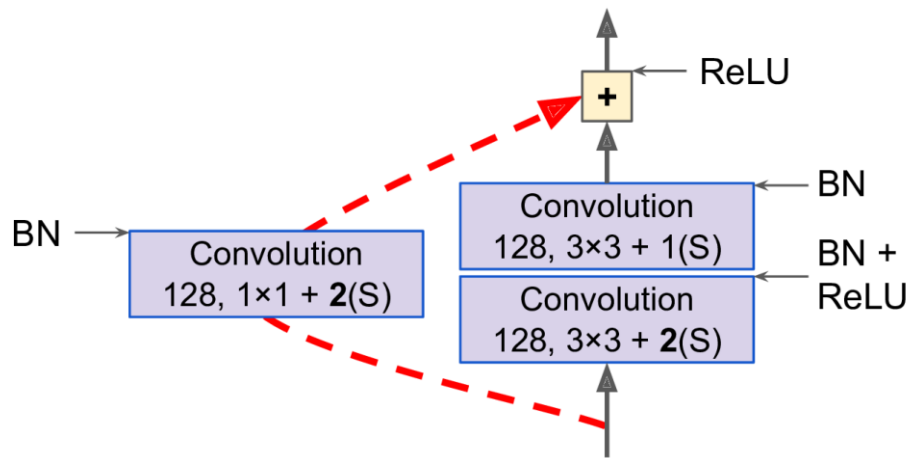 ReLU
+
BN
Convolution
128, 3×3 + 1(S)
BN
Convolution
128, 1×1 + 2(S)
BN +
ReLU
Convolution
128, 3×3 + 2(S)